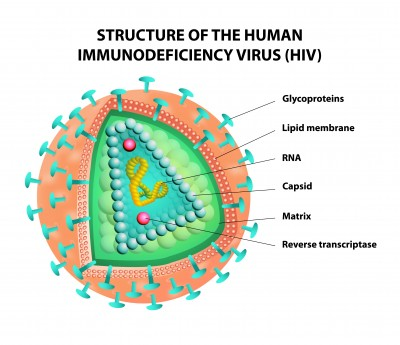 STRUCTURE OF THE HUMAN
IMMUNODEFICIENCY VIRUS (HIV)
Glycoproteins
Lipid membrane
RNA
Capsid
Matrix
Reverse transcriptase